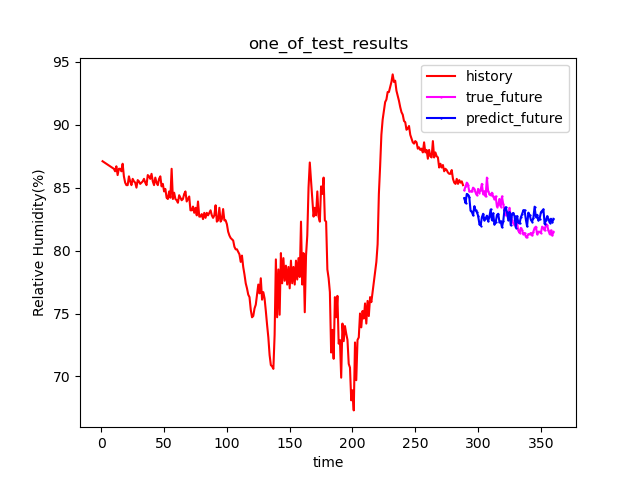 one_of_test_results
history
true_future
predict_future
Relative Humidity(%)
95
90
85
80
75
70
0 50 100 150 200 250 300 350
time